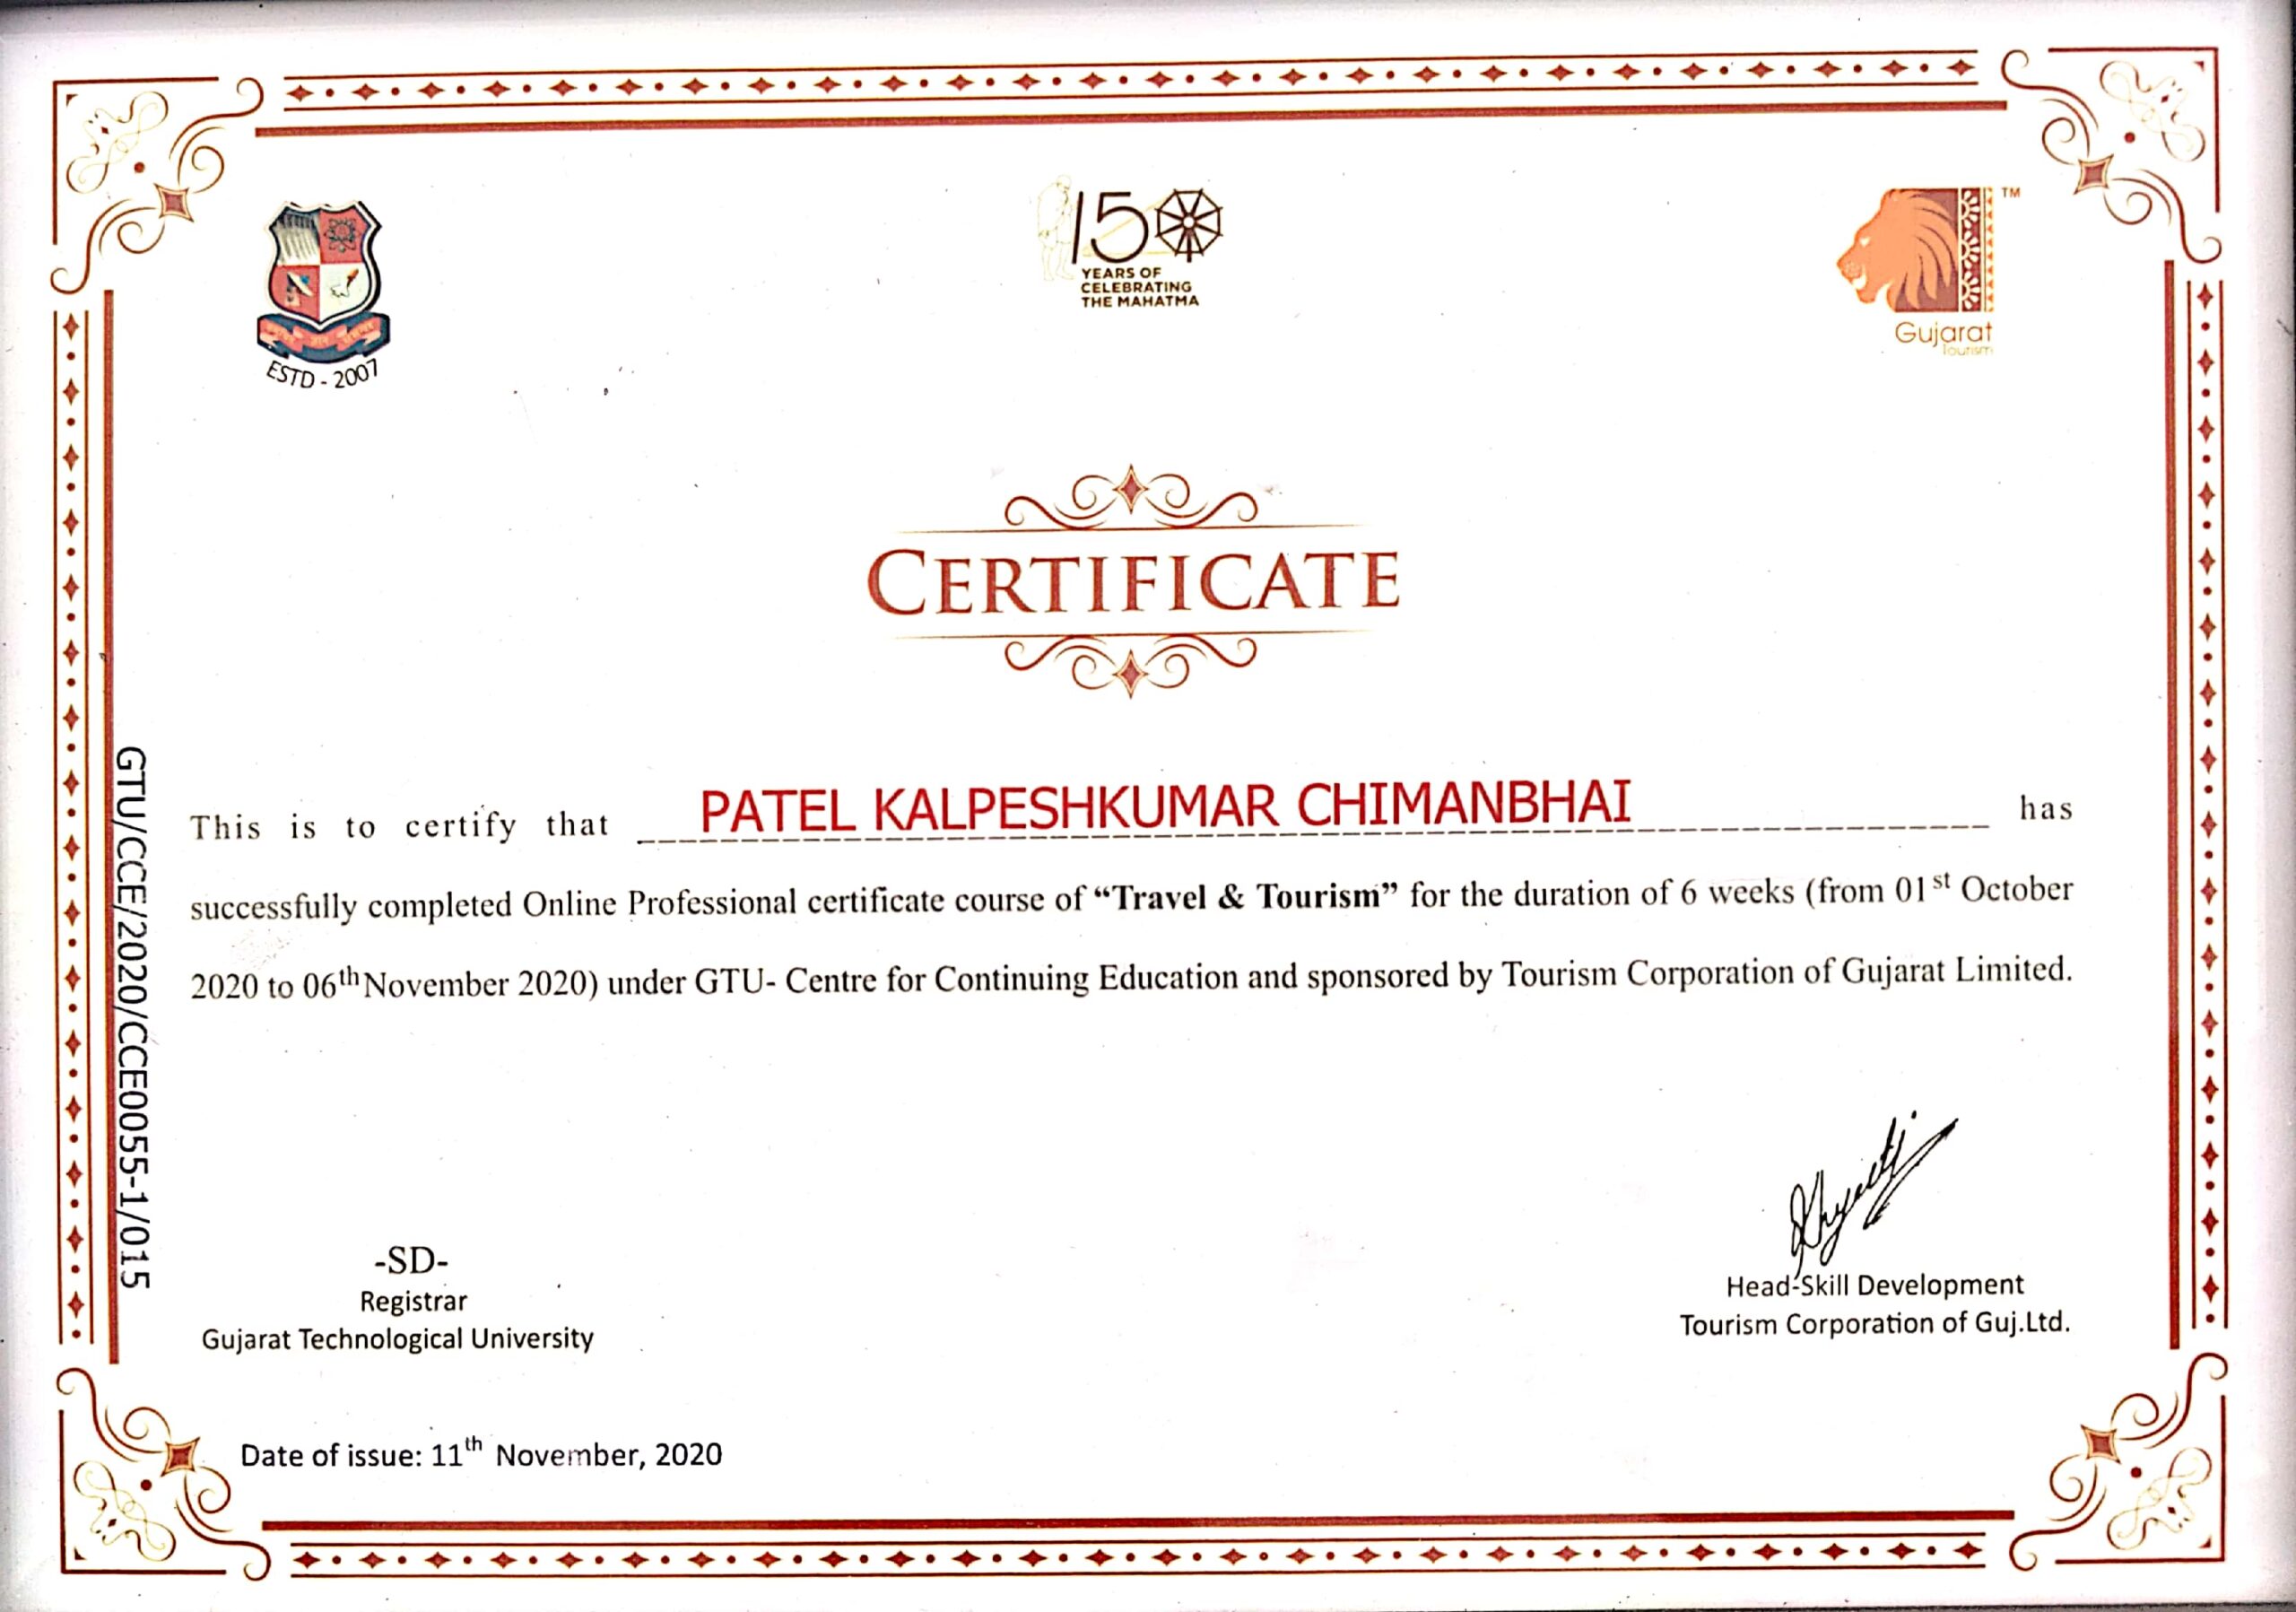 ESTD - 2007
150
YEARS OF
CELEBRATING
THE MAHATMA
TM
Gujarat
Tourism
CERTIFICATE
This is to certify that PATEL KALPESHKUMAR CHIMANBHAI has
successfully completed Online Professional certificate course of “Travel & Tourism” for the duration of 6 weeks (from 01st October
2020 to 06th November 2020) under GTU- Centre for Continuing Education and sponsored by Tourism Corporation of Gujarat Limited.
GTU/CCE/2020/CCE0055-1/015
-SD-
Registrar
Gujarat Technological University
Head-Skill Development
Tourism Corporation of Guj.Ltd.
Date of issue: 11th November, 2020